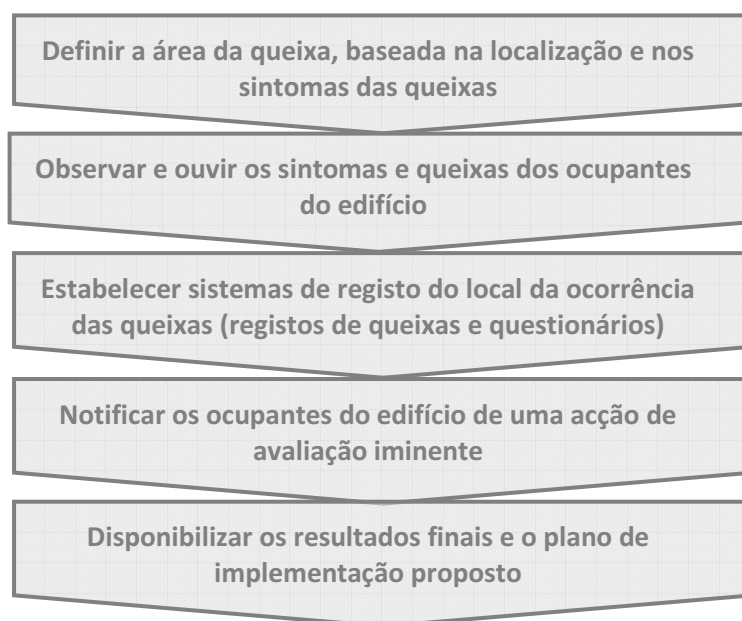 Definir a área da queixa, baseada na localização e nos
sintomas das queixas
Observar e ouvir os sintomas e queixas dos ocupantes
do edifício
Estabelecer sistemas de registo do local da ocorrência
das queixas (registos de queixas e questionários)
Notificar os ocupantes do edifício de uma acção de
avaliação iminente
Disponibilizar os resultados finais e o plano de
implementação proposto